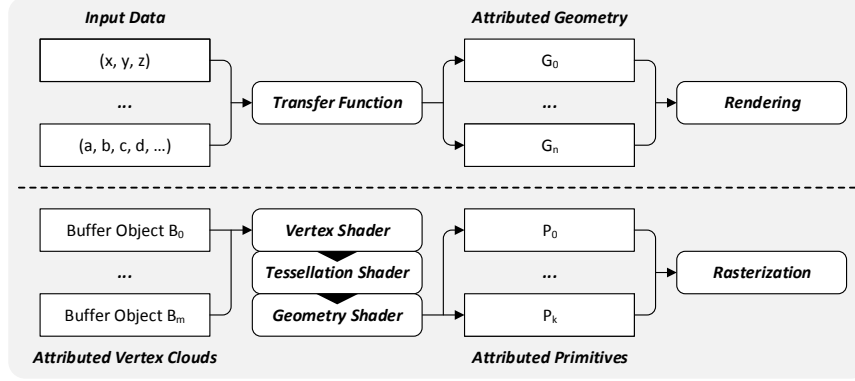 Input Data
Attributed Geometry
(x, y, z)
G0
...
Transfer Function
...
Rendering
(a, b, c, d, ...)
Gn
Buffer Object B0
Vertex Shader
P0
...
Tessellation Shader
...
Rasterization
Buffer Object Bm
Geometry Shader
Pk
Attributed Vertex Clouds
Attributed Primitives